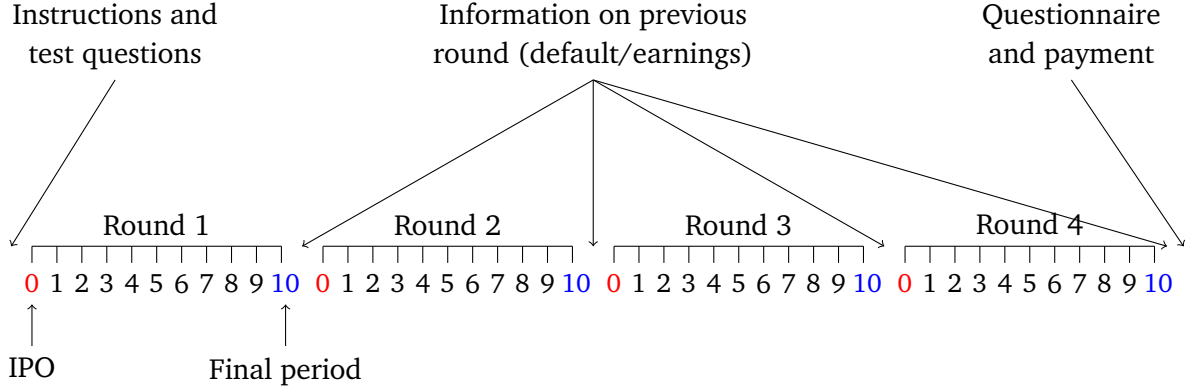 Instructions and
test questions
Information on previous
round (default/earnings)
Questionnaire
and payment
Round 1
Round 2
Round 3
Round 4
0 1 2 3 4 5 6 7 8 9 10
0 1 2 3 4 5 6 7 8 9 10
0 1 2 3 4 5 6 7 8 9 10
0 1 2 3 4 5 6 7 8 9 10
IPO
Final period